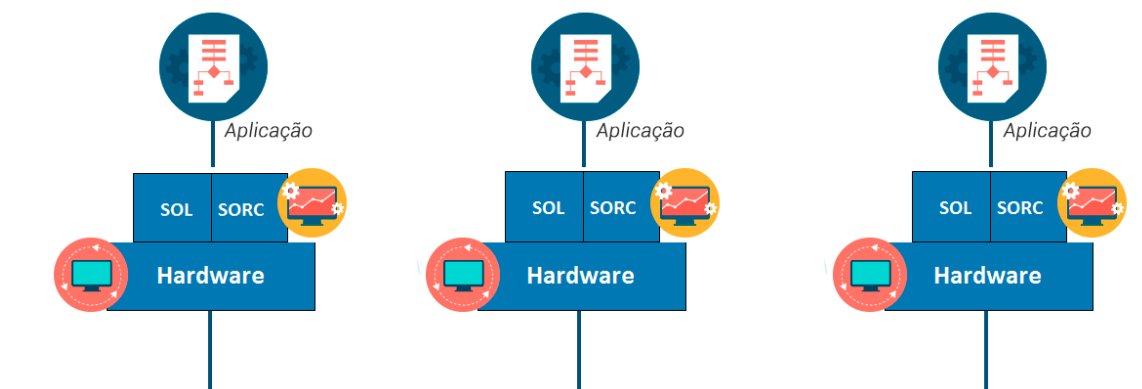 Aplicação
Aplicação
Aplicação
SOL SORC
SOL SORC
SOL SORC
Hardware
Hardware
Hardware